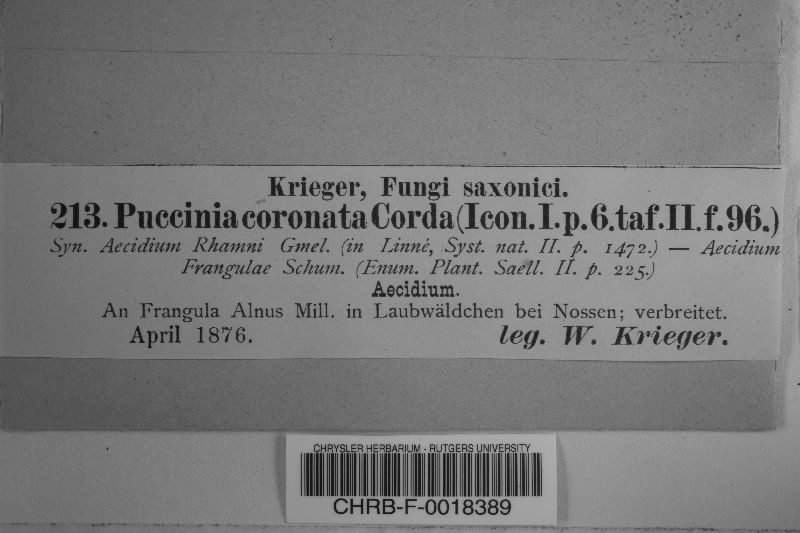 Krieger, Fungi saxonici.
213. Puccinia coronata Corda (Icon. I. p. 6. taf. II. f. 96.)
Syn. Aecidium Rhamni Gmel. (in Linné, Syst. nat. II. p. 1472.) — Aecidium
Frangulae Schum. (Enum. Plant. Saell. II. p. 225.)
Aecidium.
An Frangula Alnus Mill. in Laubwäldchen bei Nossen; verbreitet.
April 1876. leg. W. Krieger.
CHRYSLER HERBARIUM - RUTGERS UNIVERSITY
CHRB-F-0018389